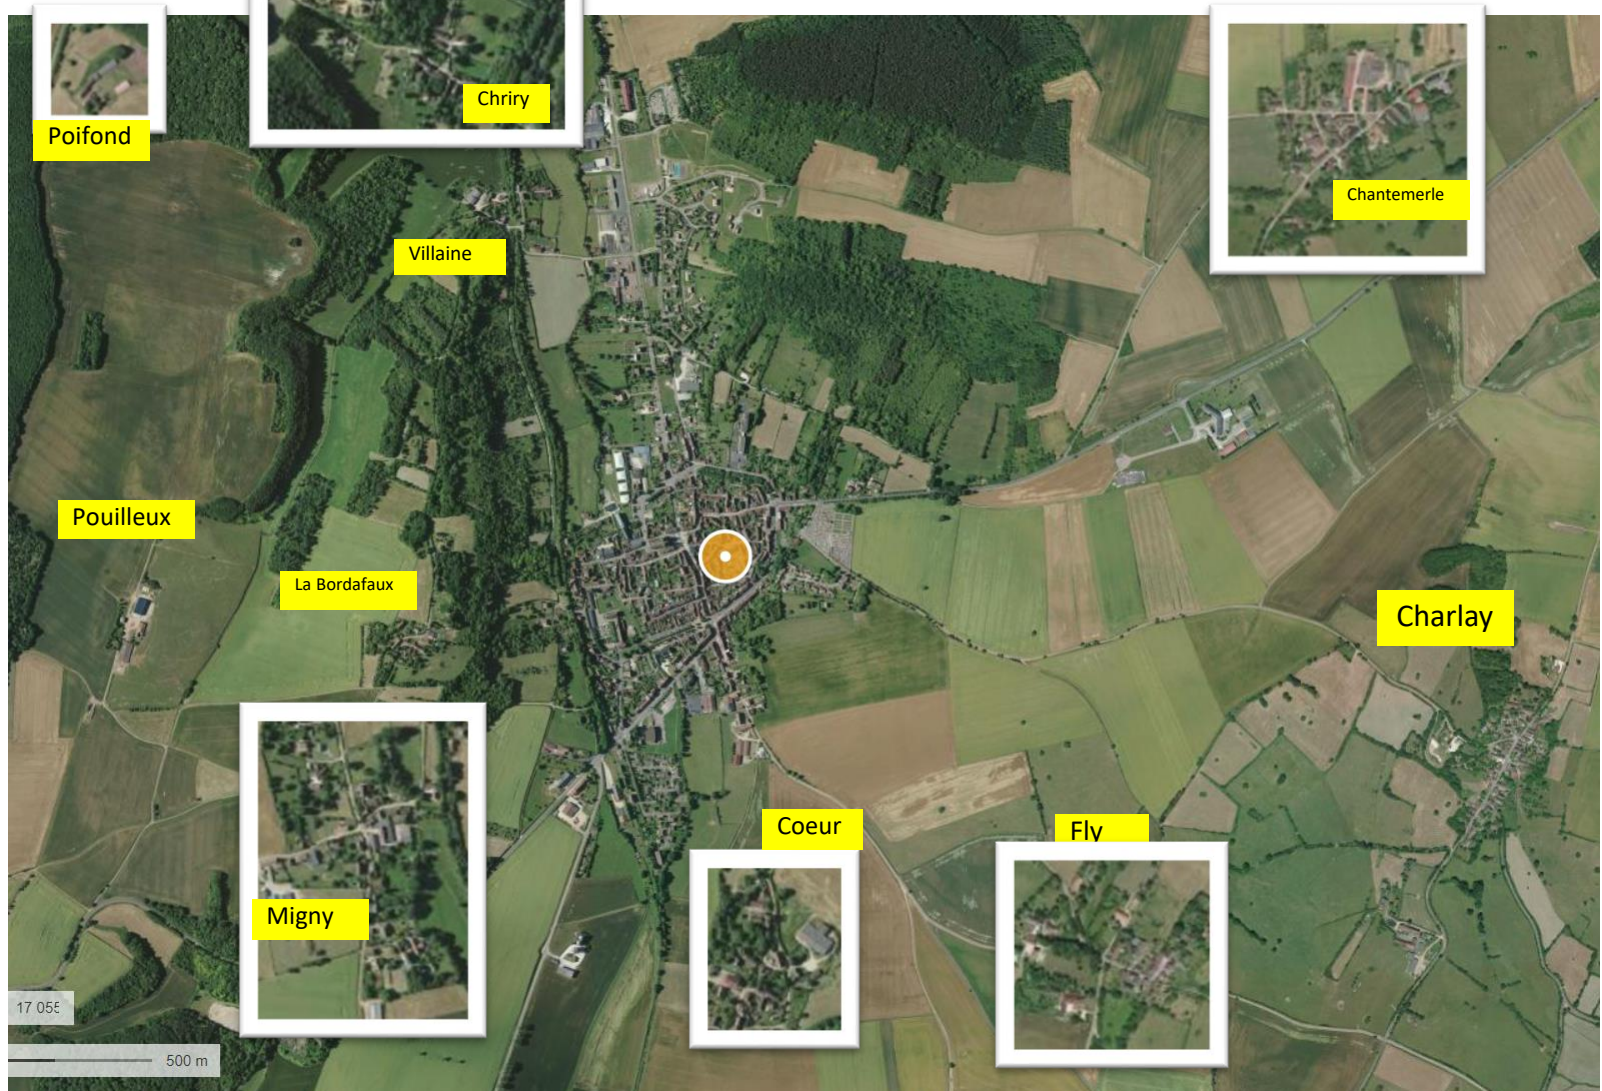 Poifond
Chriry
Chantemerle
Villaine
Pouilleux
La Bordafaux
Charlay
Coeur
Fly
Migny
17 055
500 m